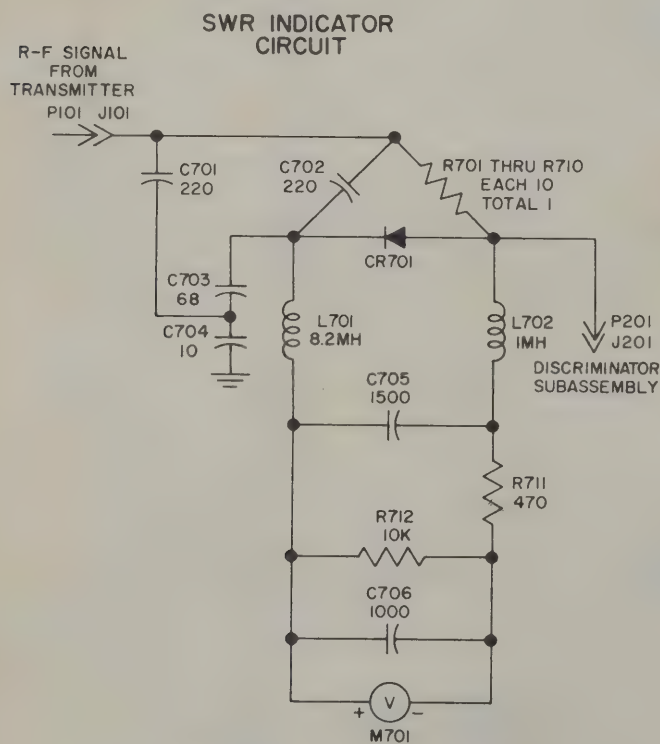 SWR INDICATOR
CIRCUIT
R-F SIGNAL
FROM
TRANSMITTER
P101 J101
C701
220
C702
220
R701 THRU R710
EACH 10
TOTAL 1
CR701
C703
68
C704
10
L701
8.2MH
L702
1MH
P201
J201
DISCRIMINATOR
SUBASSEMBLY
C705
1500
R711
470
R712
10K
C706
1000
+ V -
M701